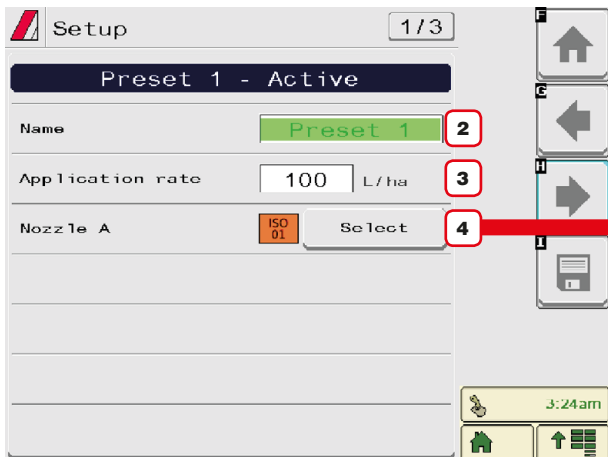 Setup 1/3
Preset 1 - Active
Name Preset 1 2
Application rate 100 L/ha 3
Nozzle A ISO 01 Select 4
F
G
H
I
3:24am